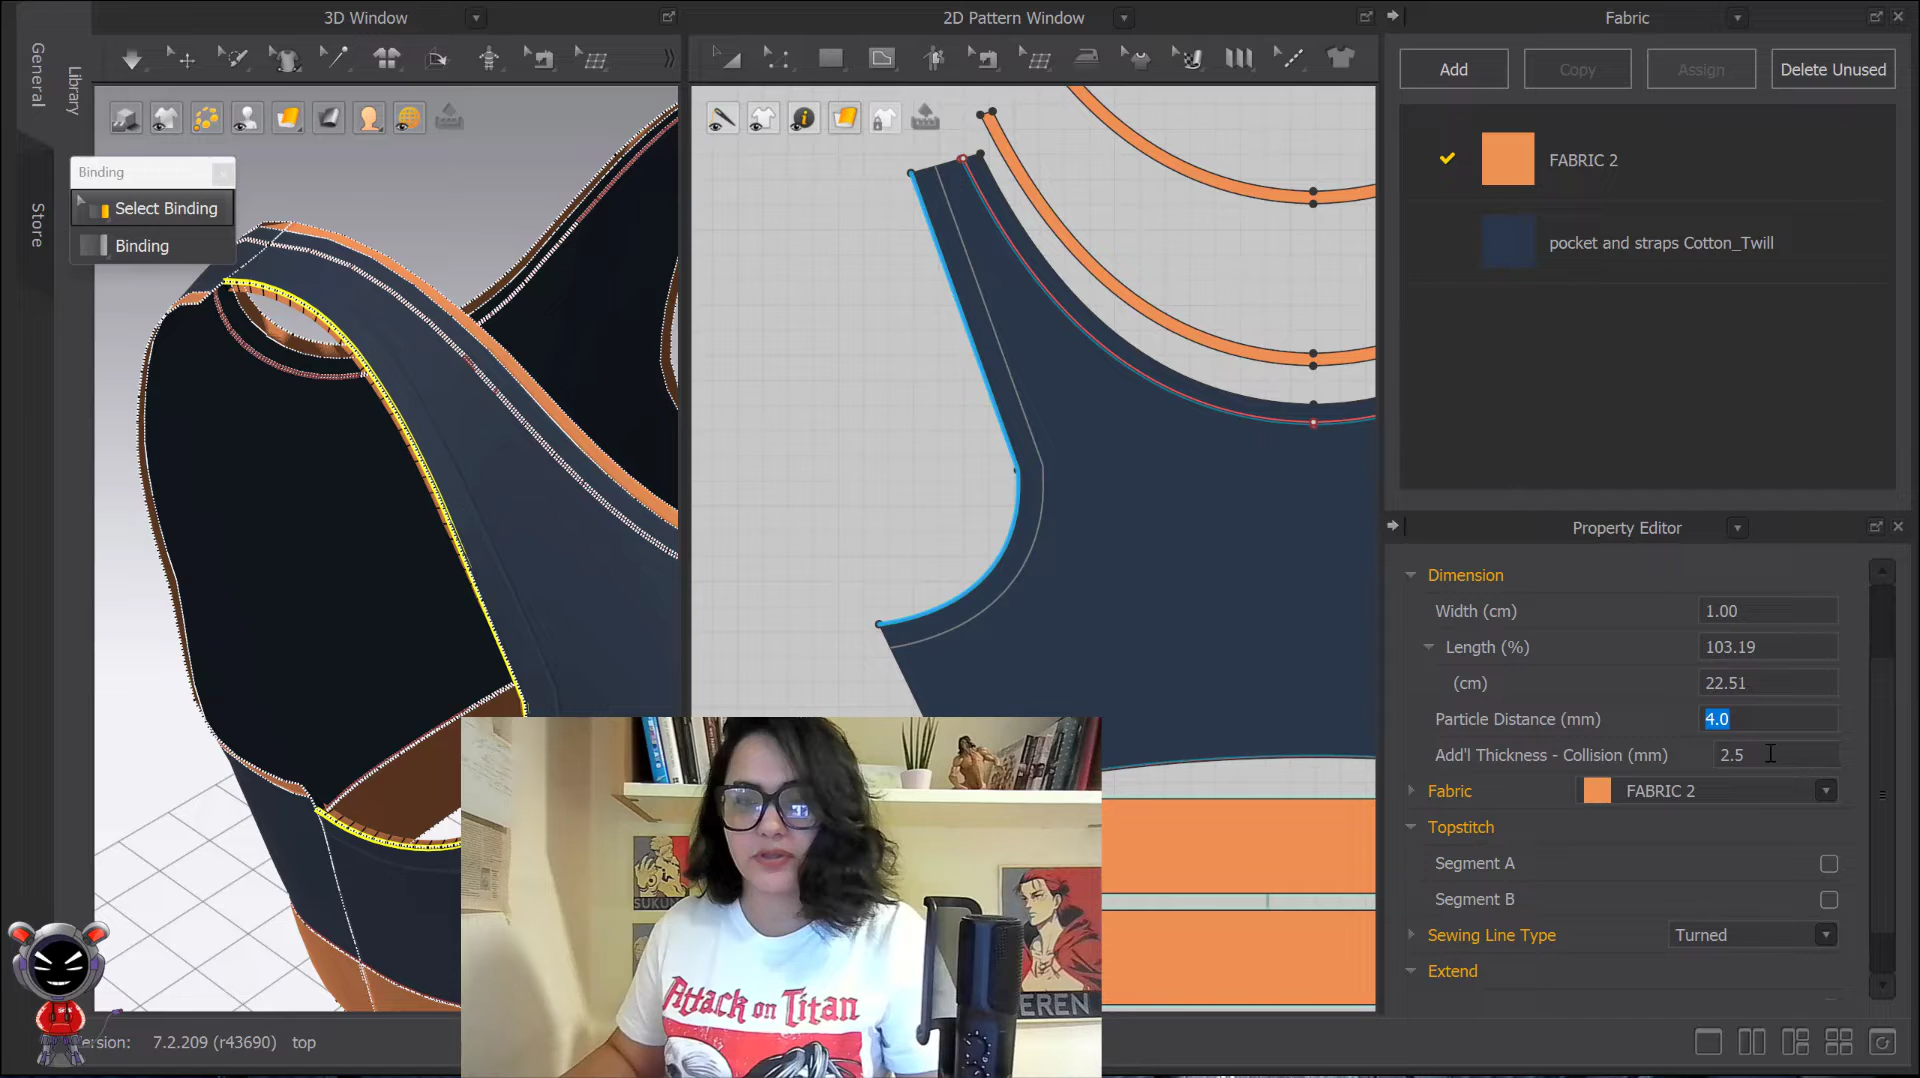 3D Window
2D Pattern Window
Fabric
General
Library
Store
Add
Copy
Assign
Delete Unused
FABRIC 2
pocket and straps Cotton_Twill
Binding
Select Binding
Binding
Property Editor
Dimension
Width (cm) 1.00
Length (%) 103.19
(cm) 22.51
Particle Distance (mm) 4.0
Add'l Thickness - Collision (mm) 2.5
Fabric FABRIC 2
Topstitch
Segment A
Segment B
Sewing Line Type Turned
Extend
SUKUN
Attack on Titan
EREN
ersion: 7.2.209 (r43690) top